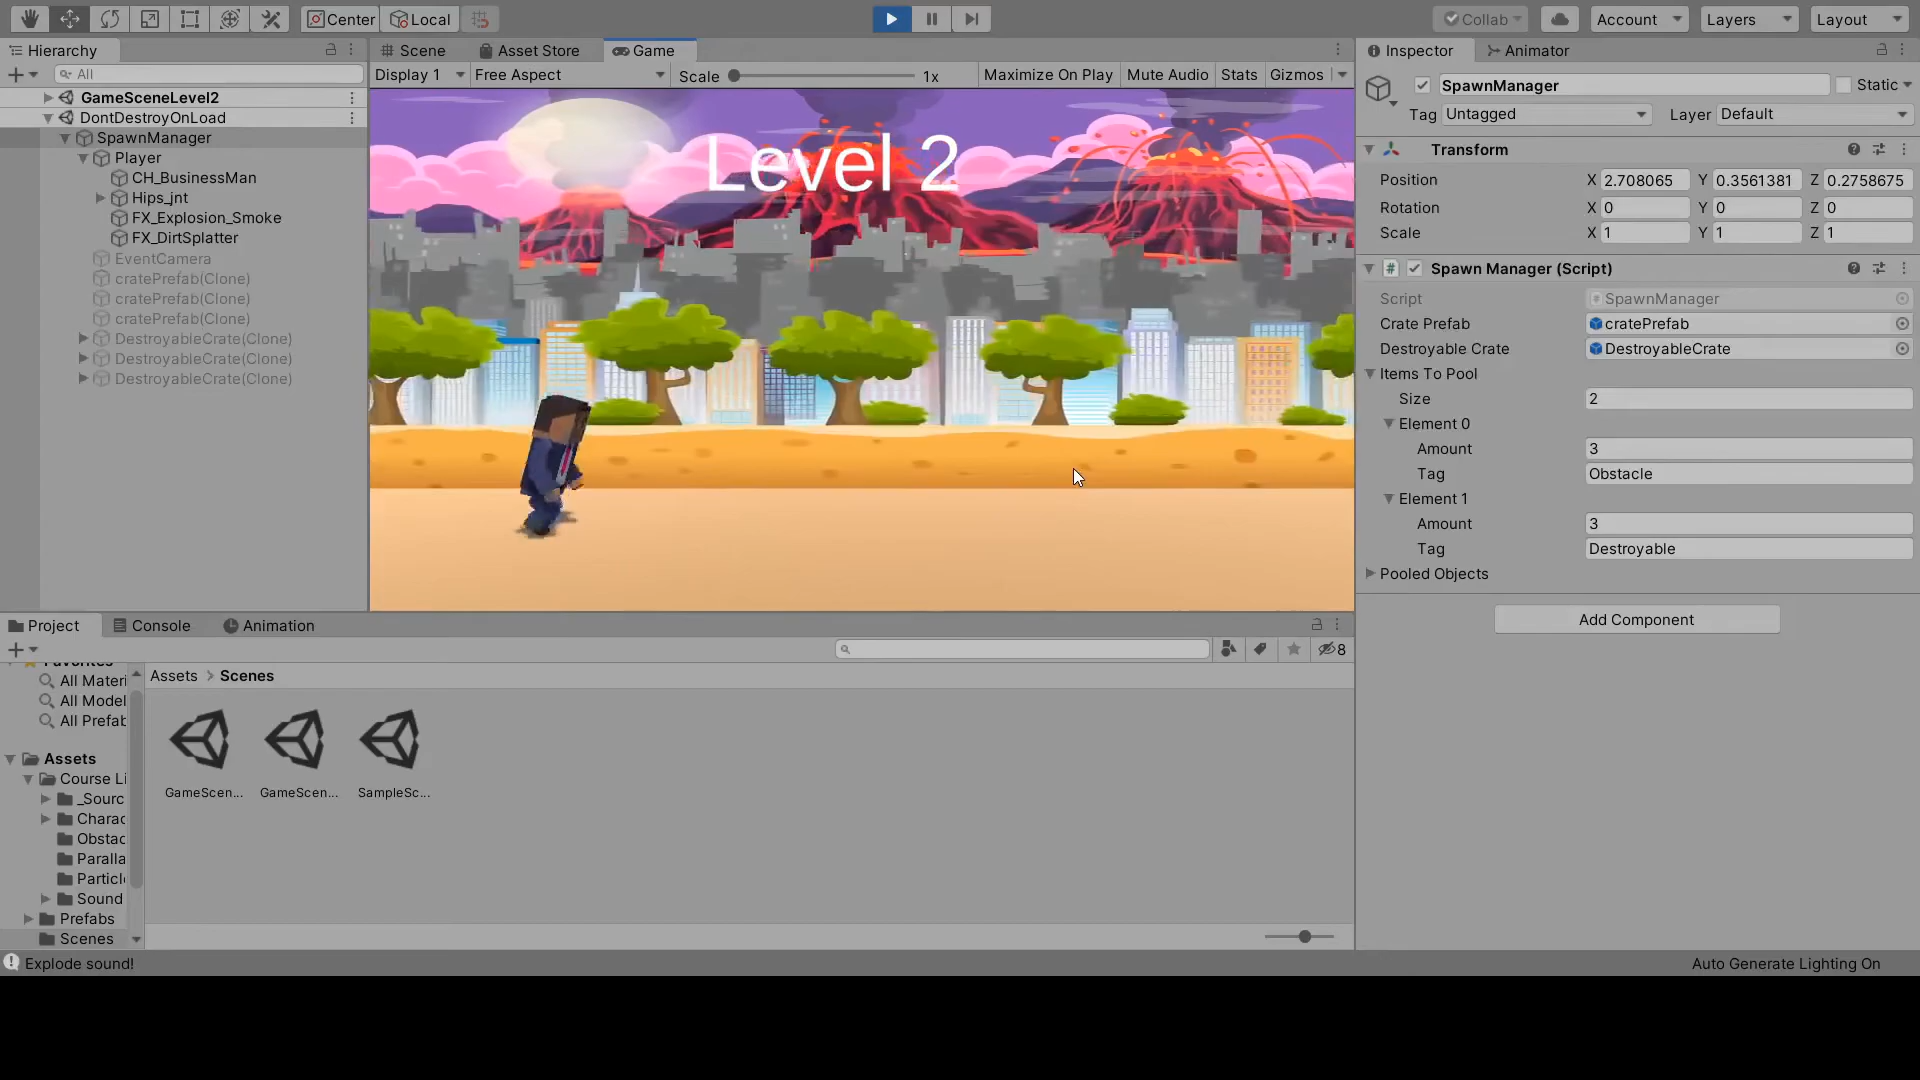 Center
Local
Collab
Account
Layers
Layout
Hierarchy
Scene
Asset Store
Game
Inspector
Animator
All
Display 1
Free Aspect
Scale
1x
Maximize On Play
Mute Audio
Stats
Gizmos
SpawnManager
Static
Tag
Untagged
Layer
Default
GameSceneLevel2
DontDestroyOnLoad
SpawnManager
Player
CH_BusinessMan
Hips_jnt
FX_Explosion_Smoke
FX_DirtSplatter
EventCamera
cratePrefab(Clone)
cratePrefab(Clone)
cratePrefab(Clone)
DestroyableCrate(Clone)
DestroyableCrate(Clone)
DestroyableCrate(Clone)
Level 2
Transform
Position X 2.708065 Y 0.3561381 Z 0.2758675
Rotation X 0 Y 0 Z 0
Scale X 1 Y 1 Z 1
# Spawn Manager (Script)
Script SpawnManager
Crate Prefab cratePrefab
Destroyable Crate DestroyableCrate
Items To Pool
Size 2
Element 0
Amount 3
Tag Obstacle
Element 1
Amount 3
Tag Destroyable
Pooled Objects
Add Component
Project
Console
Animation
8
Favorites
All Materi
All Model
All Prefab
Assets
Course Li
_Sourc
Charac
Obstac
Paralla
Particl
Sound
Prefabs
Scenes
Assets > Scenes
GameScen...
GameScen...
SampleSc...
Explode sound!
Auto Generate Lighting On